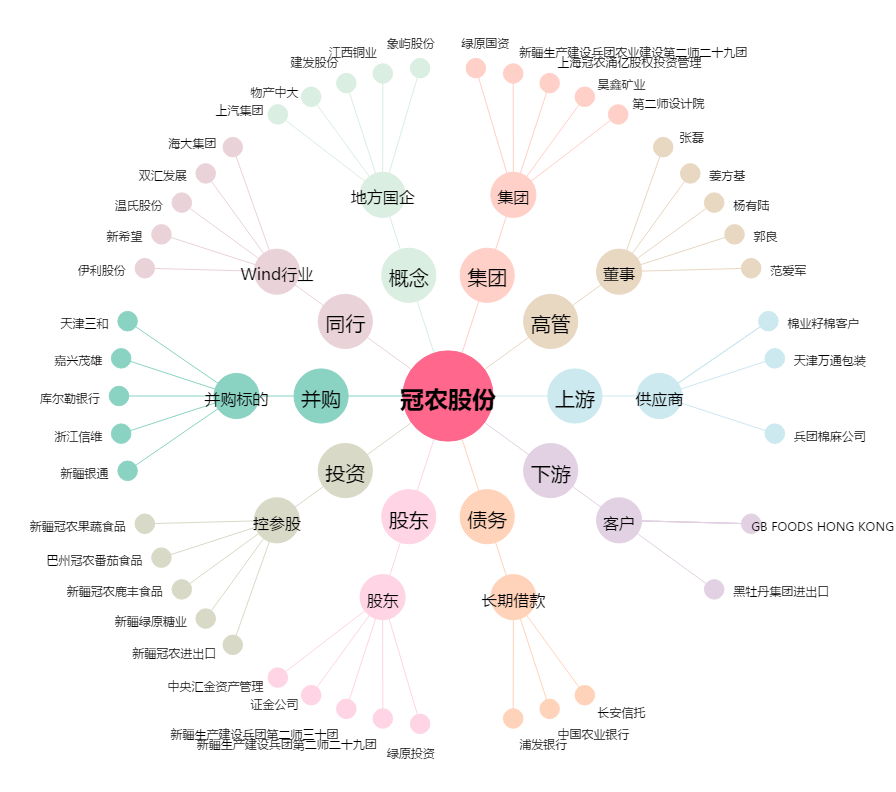 象屿股份
江西铜业
建发股份
物产中大
上汽集团
地方国企
概念
绿原国资
新疆生产建设兵团农业建设第二师二十九团
上海冠农涌亿股权投资管理
昊鑫矿业
第二师设计院
集团
集团
海大集团
双汇发展
温氏股份
新希望
伊利股份
Wind行业
同行
张磊
姜方基
杨有陆
郭良
范爱军
董事
高管
天津三和
嘉兴茂雄
库尔勒银行
浙江信维
新疆银通
并购标的
并购
冠农股份
上游
供应商
棉业籽棉客户
天津万通包装
兵团棉麻公司
投资
控参股
新疆冠农果蔬食品
巴州冠农番茄食品
新疆冠农鹿丰食品
新疆绿原糖业
新疆冠农进出口
下游
客户
GB FOODS HONG KONG
黑牡丹集团进出口
股东
股东
中央汇金资产管理
证金公司
新疆生产建设兵团第二师三十团
新疆生产建设兵团第二师二十九团
绿原投资
债务
长期借款
长安信托
中国农业银行
浦发银行